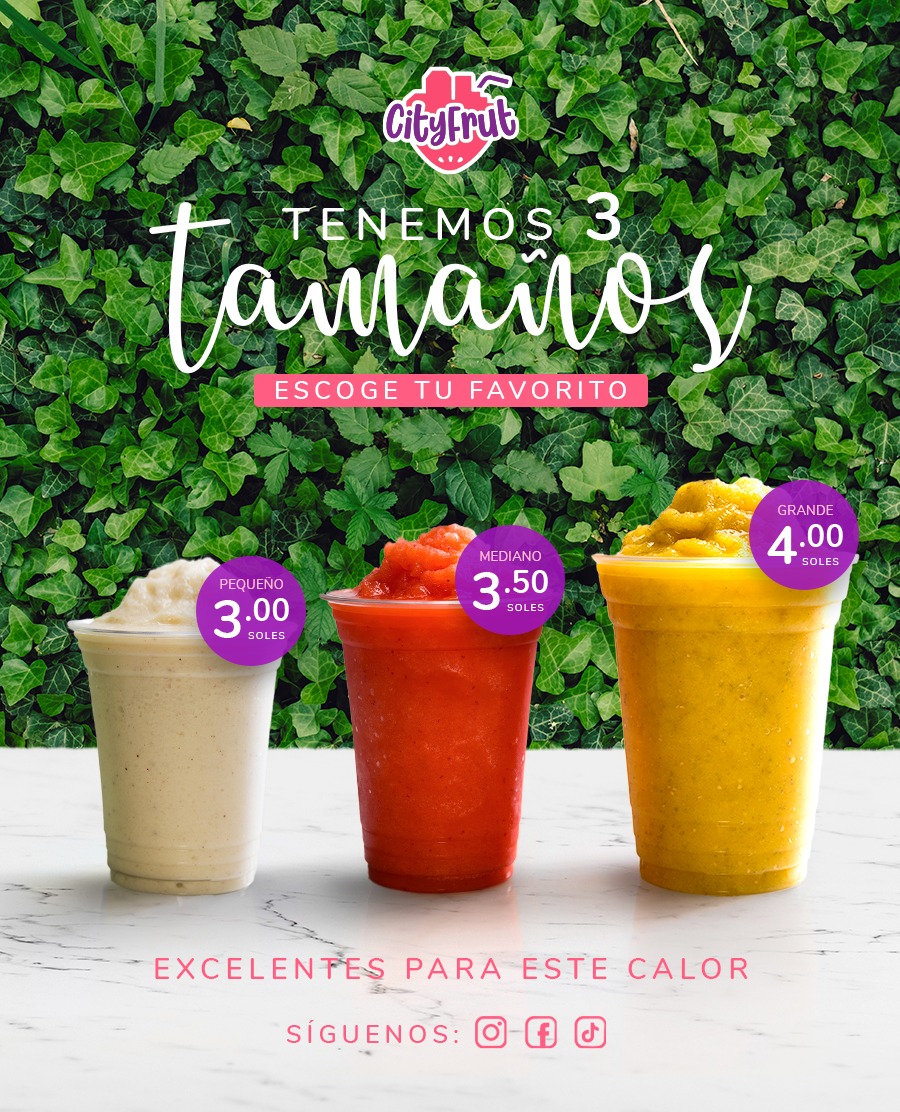 CityFrut
TENEMOS 3
tamaños
ESCOGE TU FAVORITO
PEQUEÑO
3.00
SOLES
MEDIANO
3.50
SOLES
GRANDE
4.00
SOLES
EXCELENTES PARA ESTE CALOR
SÍGUENOS: